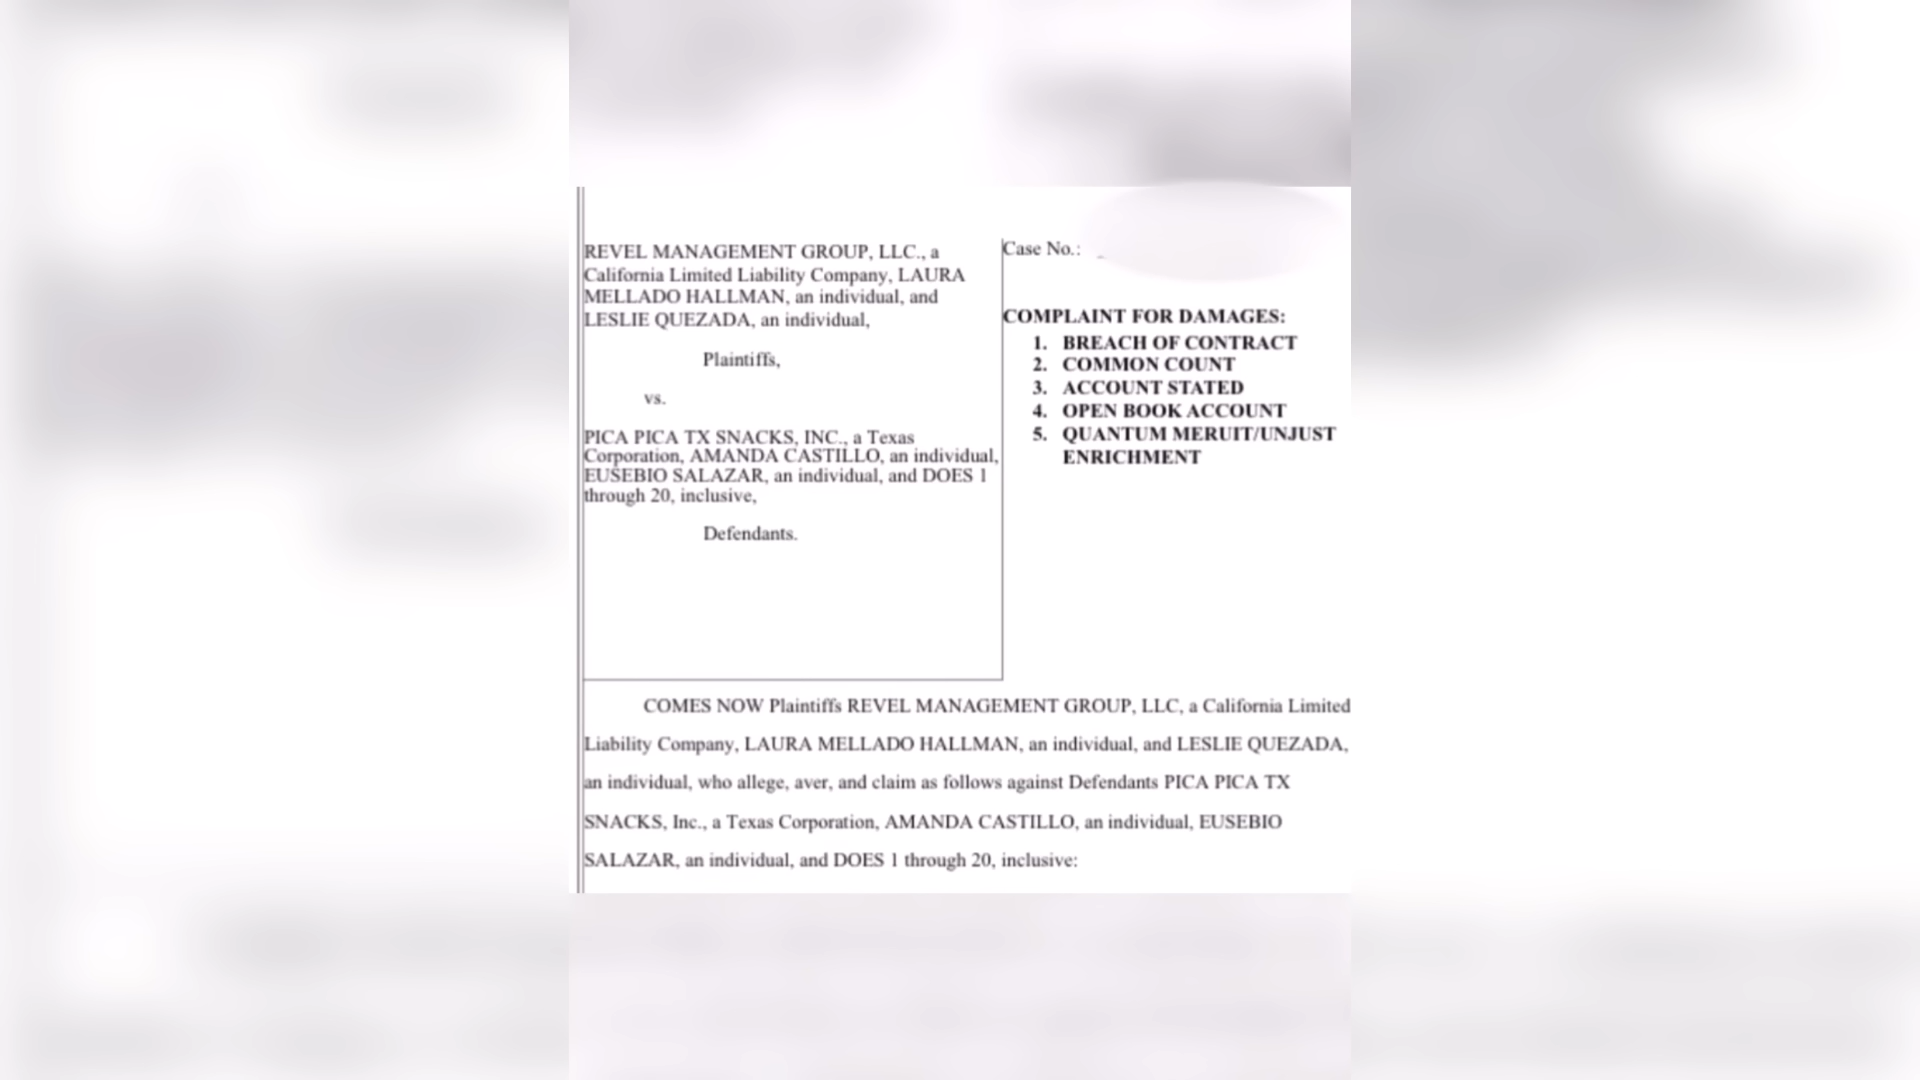 REVEL MANAGEMENT GROUP, LLC., a
California Limited Liability Company, LAURA
MELLADO HALLMAN, an individual, and
LESLIE QUEZADA, an individual,
Plaintiffs,
vs.
PICA PICA TX SNACKS, INC., a Texas
Corporation, AMANDA CASTILLO, an individual,
EUSEBIO SALAZAR, an individual, and DOES 1
through 20, inclusive,
Defendants.
Case No.:
COMPLAINT FOR DAMAGES:
1. BREACH OF CONTRACT
2. COMMON COUNT
3. ACCOUNT STATED
4. OPEN BOOK ACCOUNT
5. QUANTUM MERUIT/UNJUST
ENRICHMENT
COMES NOW Plaintiffs REVEL MANAGEMENT GROUP, LLC, a California Limited
Liability Company, LAURA MELLADO HALLMAN, an individual, and LESLIE QUEZADA,
an individual, who allege, aver, and claim as follows against Defendants PICA PICA TX
SNACKS, Inc., a Texas Corporation, AMANDA CASTILLO, an individual, EUSEBIO
SALAZAR, an individual, and DOES 1 through 20, inclusive: